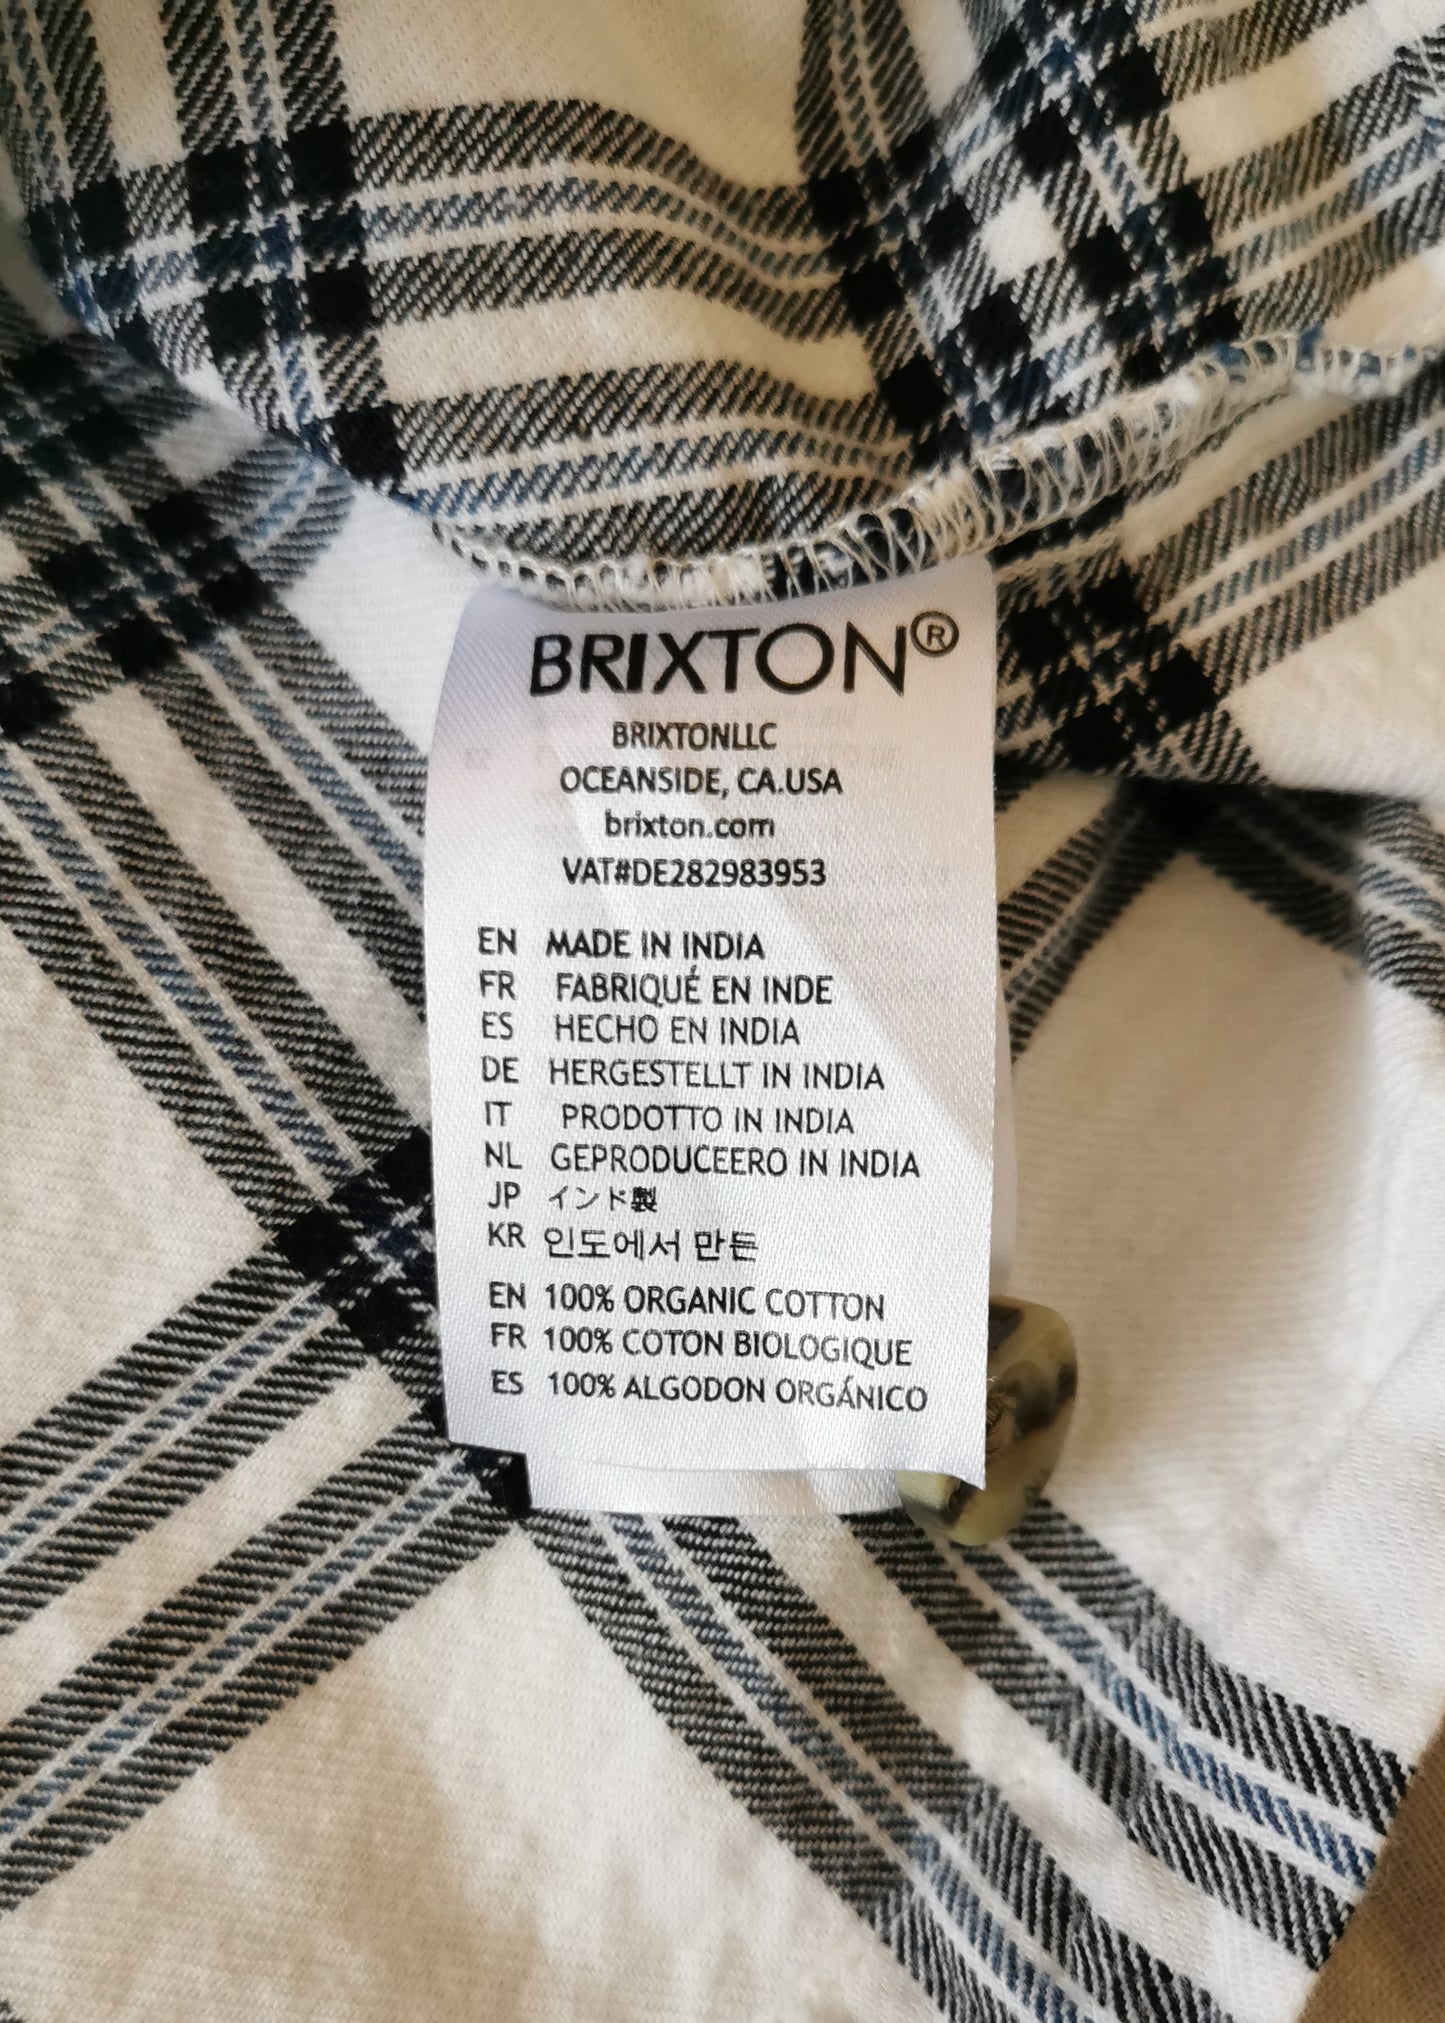 BRIXTON®
BRIXTONLLC
OCEANSIDE, CA.USA
brixton.com
VAT#DE282983953
EN MADE IN INDIA
FR FABRIQUÉ EN INDE
ES HECHO EN INDIA
DE HERGESTELLT IN INDIA
IT PRODOTTO IN INDIA
NL GEPRODUCEERO IN INDIA
JP インド製
KR 인도에서 만든
EN 100% ORGANIC COTTON
FR 100% COTON BIOLOGIQUE
ES 100% ALGODON ORGÁNICO